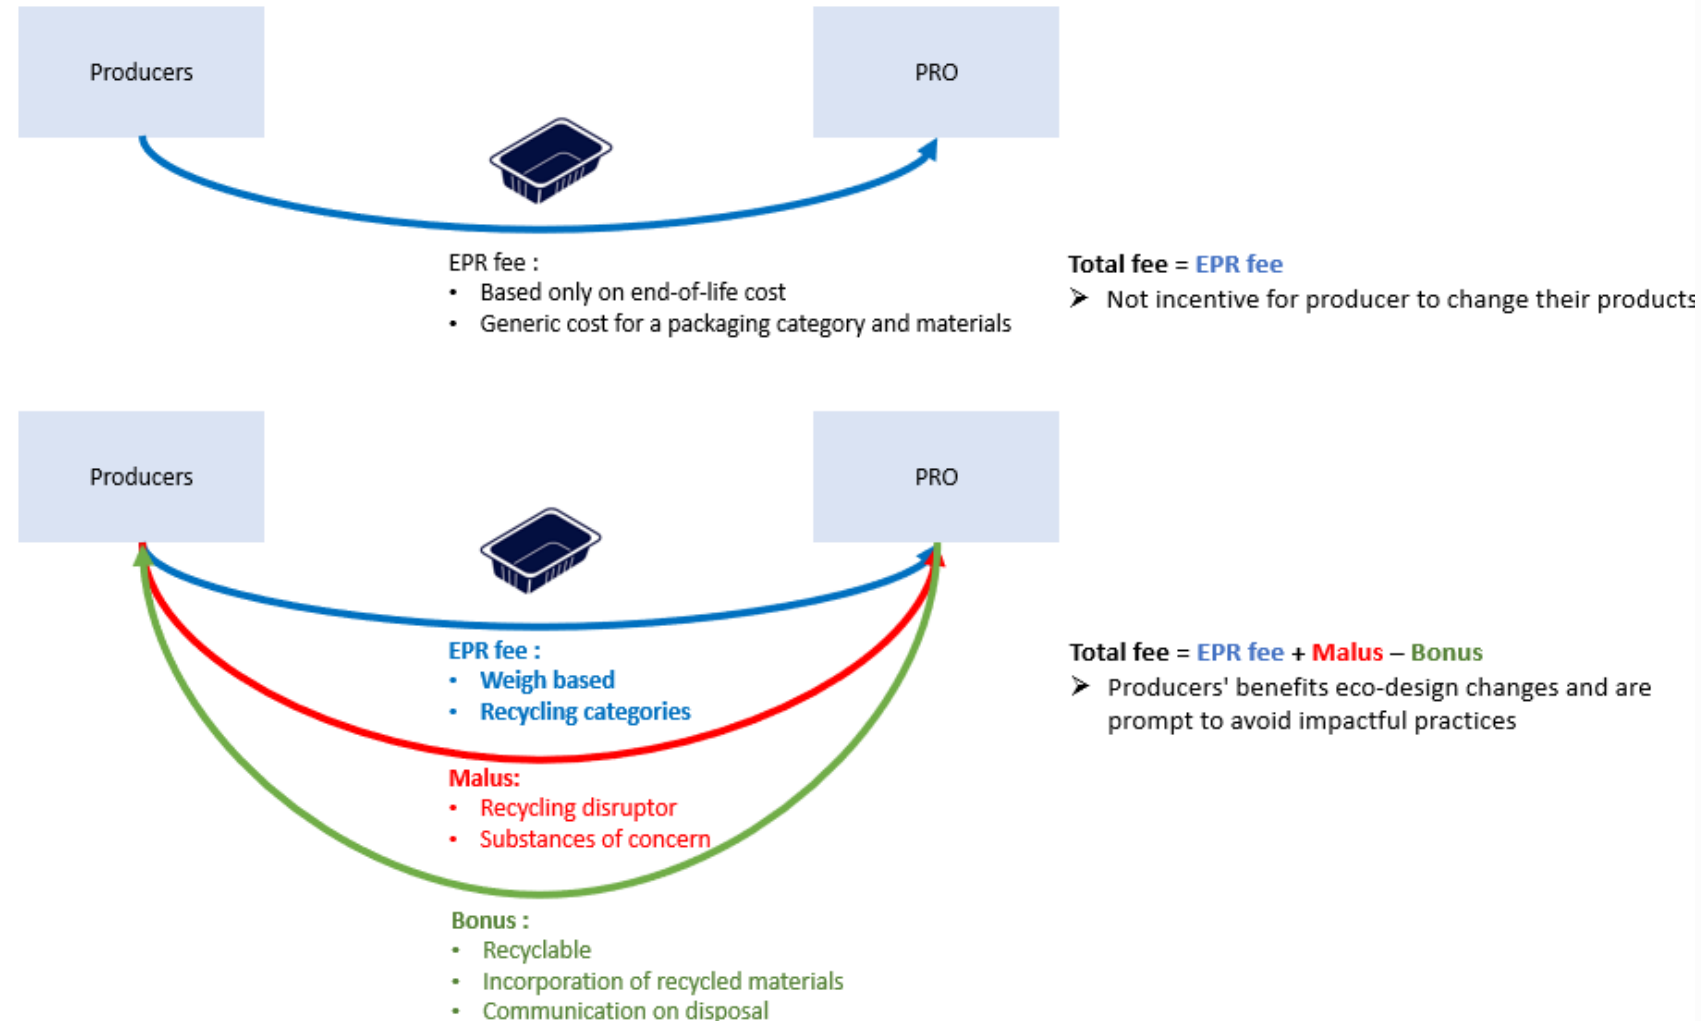 Producers
PRO
EPR fee :
• Based only on end-of-life cost
• Generic cost for a packaging category and materials
Total fee = EPR fee
➢ Not incentive for producer to change their products
Producers
PRO
EPR fee :
• Weigh based
• Recycling categories
Malus:
• Recycling disruptor
• Substances of concern
Bonus :
• Recyclable
• Incorporation of recycled materials
• Communication on disposal
Total fee = EPR fee + Malus – Bonus
➢ Producers' benefits eco-design changes and are
prompt to avoid impactful practices